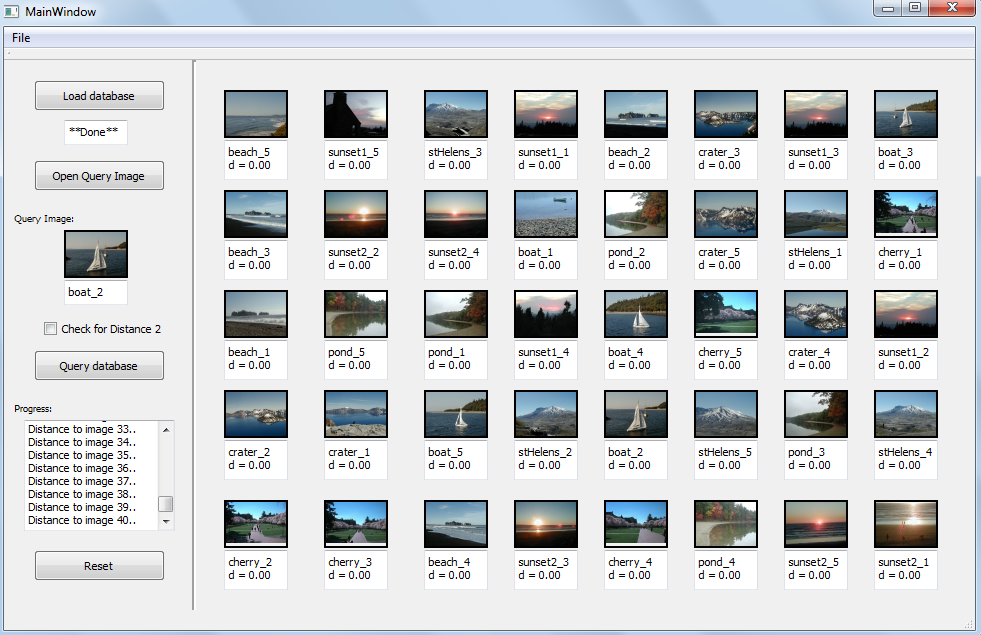 MainWindow
File
Load database
**Done**
Open Query Image
Query Image:
boat_2
Check for Distance 2
Query database
Progress:
Distance to image 33..
Distance to image 34..
Distance to image 35..
Distance to image 36..
Distance to image 37..
Distance to image 38..
Distance to image 39..
Distance to image 40..
Reset
beach_5 sunset1_5 stHelens_3 sunset1_1 beach_2 crater_3 sunset1_3 boat_3
d = 0.00 d = 0.00 d = 0.00 d = 0.00 d = 0.00 d = 0.00 d = 0.00 d = 0.00
beach_3 sunset2_2 sunset2_4 boat_1 pond_2 crater_5 stHelens_1 cherry_1
d = 0.00 d = 0.00 d = 0.00 d = 0.00 d = 0.00 d = 0.00 d = 0.00 d = 0.00
beach_1 pond_5 pond_1 sunset1_4 boat_4 cherry_5 crater_4 sunset1_2
d = 0.00 d = 0.00 d = 0.00 d = 0.00 d = 0.00 d = 0.00 d = 0.00 d = 0.00
crater_2 crater_1 boat_5 stHelens_2 boat_2 stHelens_5 pond_3 stHelens_4
d = 0.00 d = 0.00 d = 0.00 d = 0.00 d = 0.00 d = 0.00 d = 0.00 d = 0.00
cherry_2 cherry_3 beach_4 sunset2_3 cherry_4 pond_4 sunset2_5 sunset2_1
d = 0.00 d = 0.00 d = 0.00 d = 0.00 d = 0.00 d = 0.00 d = 0.00 d = 0.00